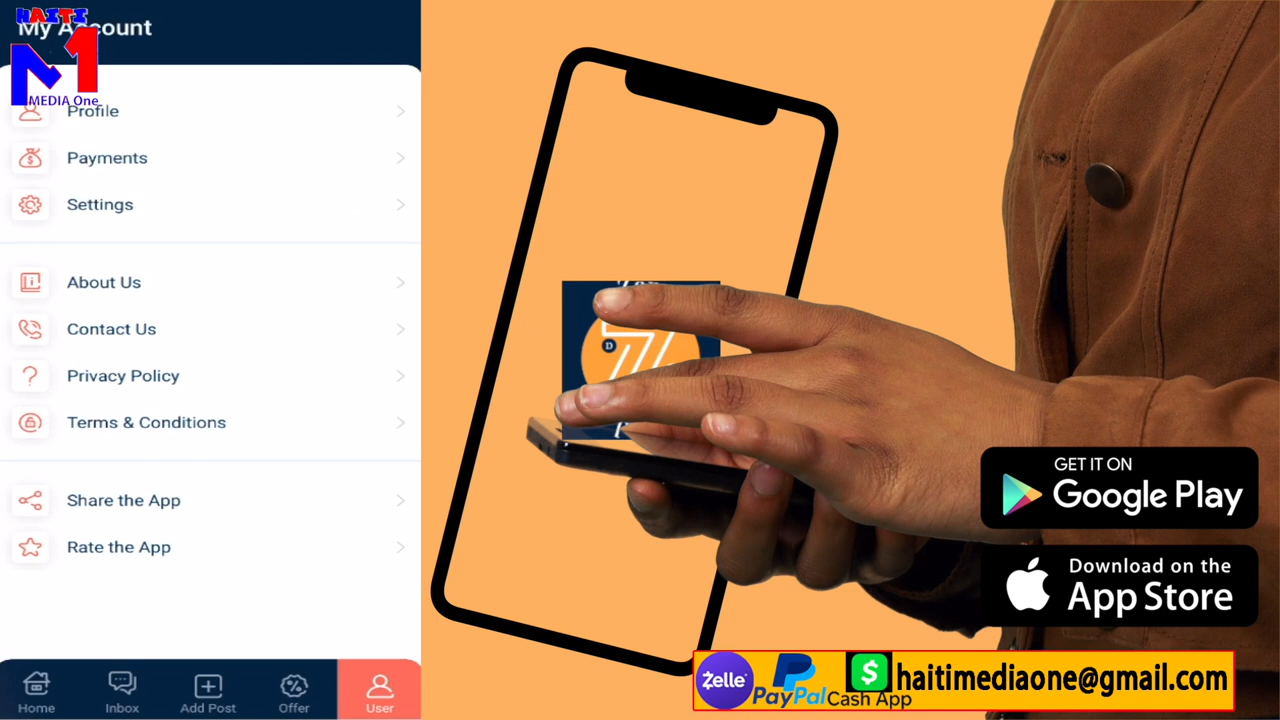 HAITI
My Account
M1
MEDIA One
Profile
Payments
Settings
About Us
Contact Us
Privacy Policy
Terms & Conditions
Share the App
Rate the App
Home
Inbox
Add Post
Offer
User
D
GET IT ON
Google Play
Download on the
App Store
Zelle
PayPal
$
Cash App
haitimediaone@gmail.com